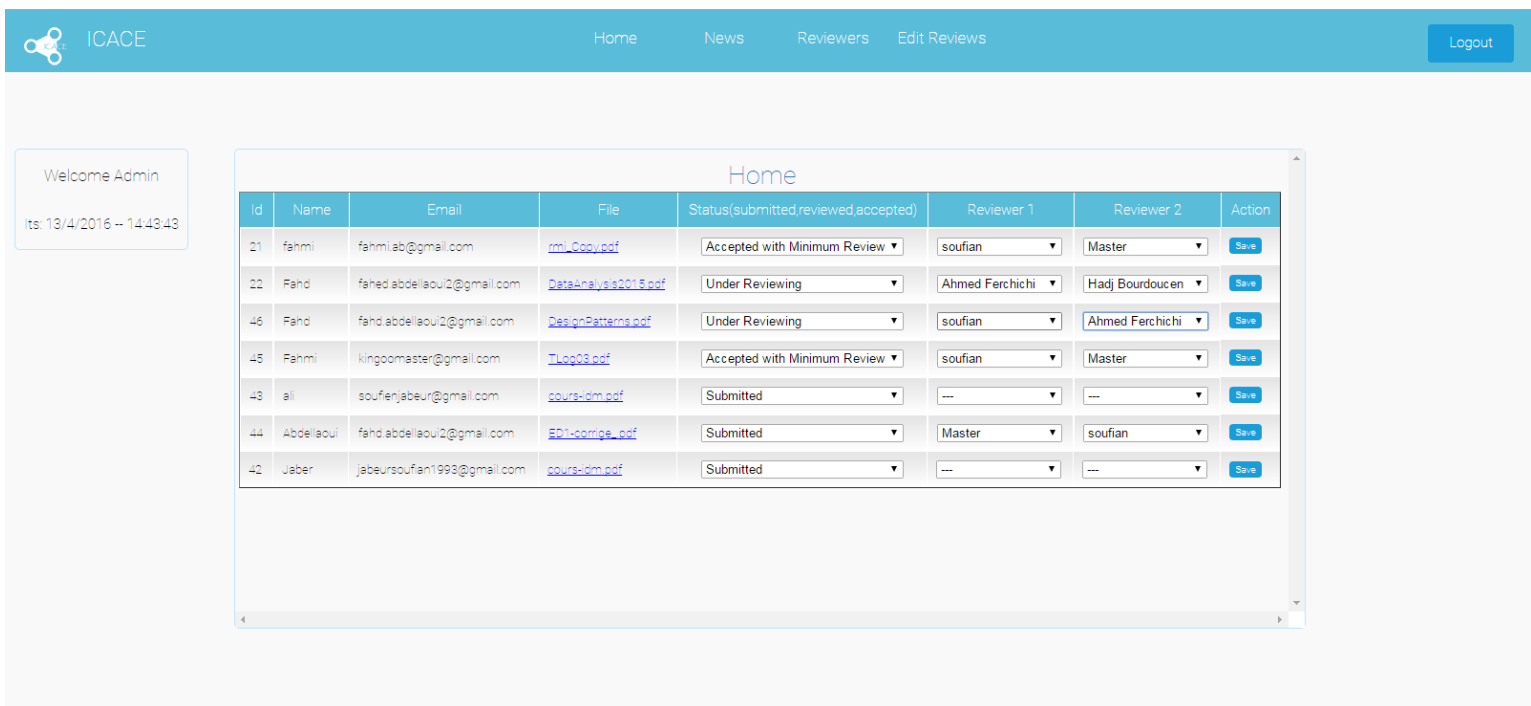 ICACE ICACE Home News Reviewers Edit Reviews Logout
Welcome Admin
Its: 13/4/2016 -- 14:43:43
Home
Id Name Email File Status(submitted,reviewed,accepted) Reviewer 1 Reviewer 2 Action
21 fahmi fahmi.ab@gmail.com rmi_Copy.pdf Accepted with Minimum Review soufian Master Save
22 Fahd fahed.abdellaoui2@gmail.com DataAnalysis2015.pdf Under Reviewing Ahmed Ferchichi Hadj Bourdoucen Save
46 Fahd fahd.abdellaoui2@gmail.com DesignPatterns.pdf Under Reviewing soufian Ahmed Ferchichi Save
45 Fahmi kingoomaster@gmail.com TLog03.pdf Accepted with Minimum Review soufian Master Save
43 ali soufienjabeur@gmail.com cours-idm.pdf Submitted --- --- Save
44 Abdellaoui fahd.abdellaoui2@gmail.com ED1-corrige_.pdf Submitted Master soufian Save
42 Jaber jabeursoufian1993@gmail.com cours-idm.pdf Submitted --- --- Save